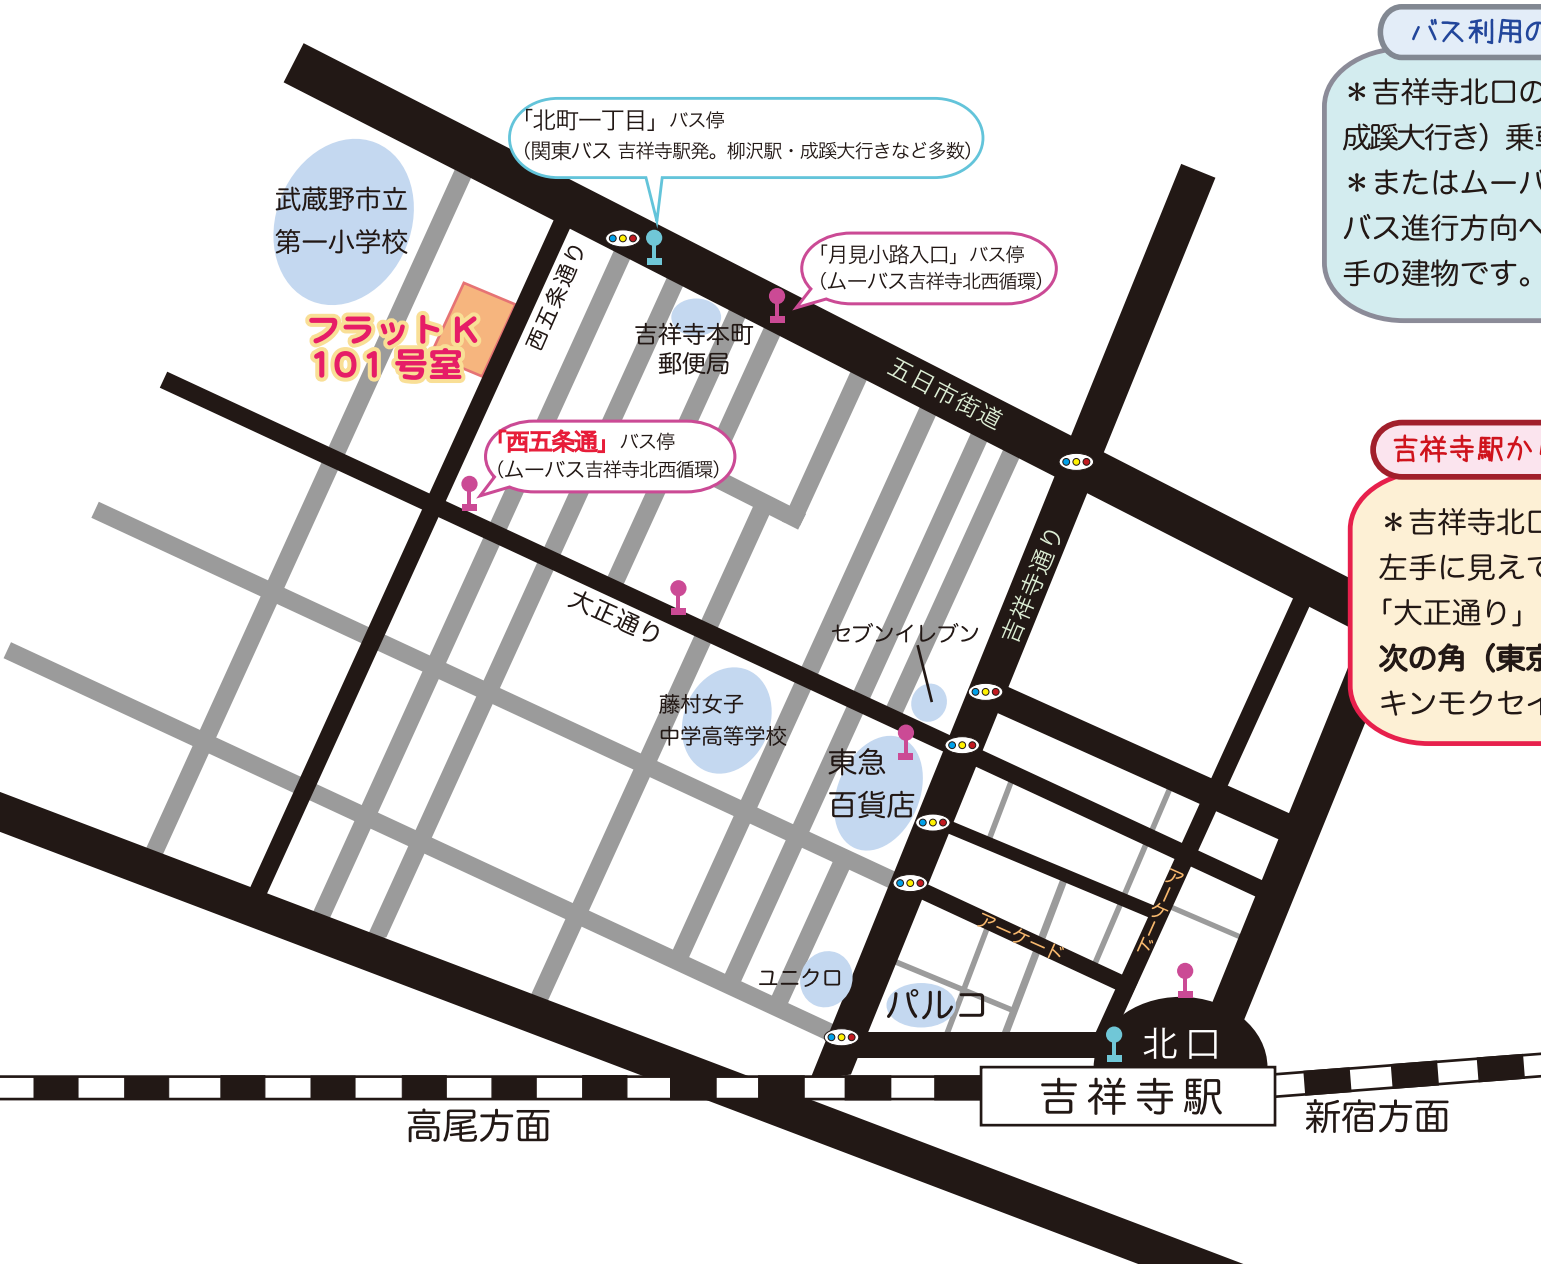 「北町一丁目」バス停
（関東バス 吉祥寺駅発。柳沢駅・成蹊大行きなど多数）
武蔵野市立
第一小学校
西五条通り
「月見小路入口」バス停
（ムーバス吉祥寺北西循環）
フラットK
101号室
吉祥寺本町
郵便局
五日市街道
「西五条通」バス停
（ムーバス吉祥寺北西循環）
大正通り
吉祥寺通り
セブンイレブン
藤村女子
中学高等学校
東急
百貨店
アーケード
アーケード
ユニクロ
パルコ
北口
吉祥寺駅
高尾方面
新宿方面
バス利用の
＊吉祥寺北口の
成蹊大行き）乗車
＊またはムーバ
バス進行方向へ
手の建物です。
吉祥寺駅か
＊吉祥寺北口
左手に見えて
「大正通り」
次の角（東京
キンモクセイ